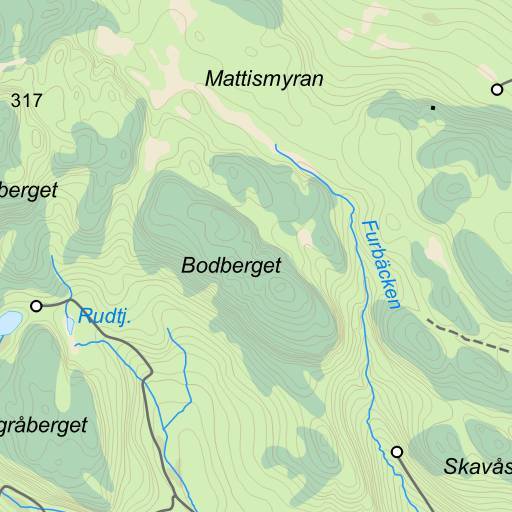 Mattismyran
317
berget
Furbäcken
Bodberget
Rudtj.
gråberget
Skavås